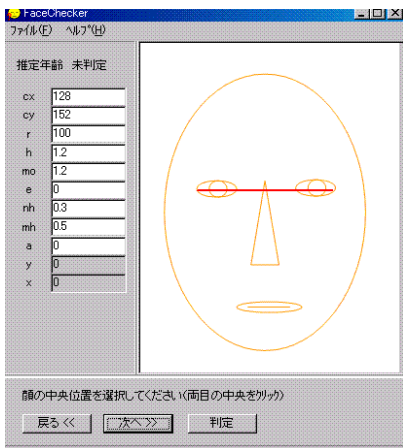 FaceChecker
ファイル(F) ヘルプ(H)
推定年齢 未判定
cx 128
cy 152
r 100
h 1.2
mo 1.2
e 0
nh 0.3
mh 0.5
a 0
y 0
x 0
顔の中央位置を選択してください(両目の中央をクリック)
戻る << 次へ >> 判定